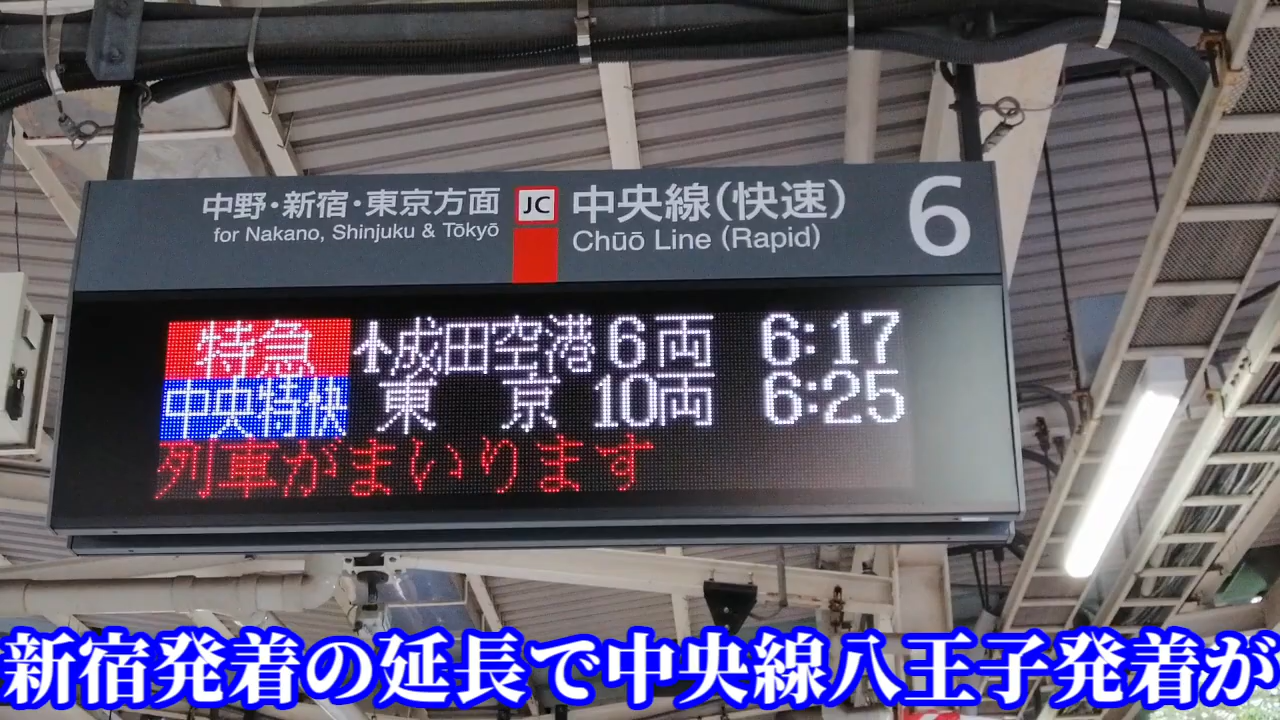 中野・新宿・東京方面 JC 中央線(快速) 6
for Nakano, Shinjuku & Tōkyō Chūō Line (Rapid)
特急 成田空港 6両 6:17
中央特快 東 京 10両 6:25
列車がまいります
新宿発着の延長で中央線八王子発着が